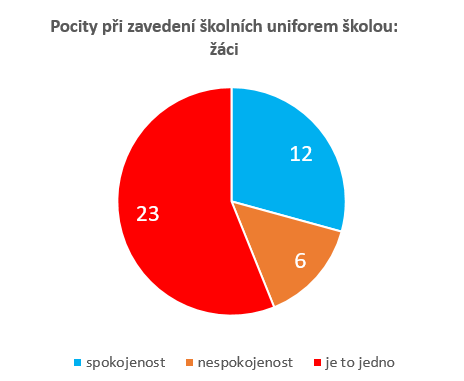 Pocity při zavedení školních uniforem školou:
žáci
12
23
6
spokojenost nespokojenost je to jedno